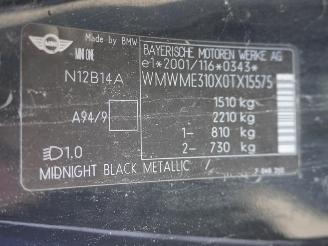 MINI
Made by BMW
MINI ONE
BAYERISCHE MOTOREN WERKE AG
e1*2001/116*0343*
N12B14A
WMWME310X0TX15575
1510 kg
2210 kg
A94/9
1- 810 kg
2- 730 kg
1.0
MIDNIGHT BLACK METALLIC